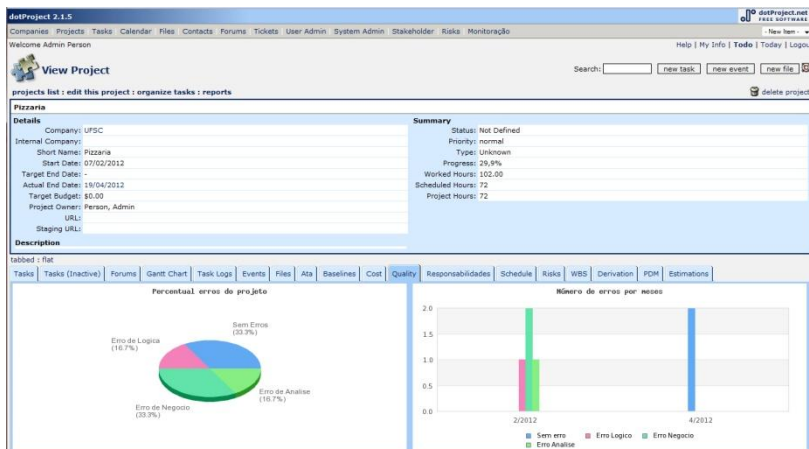 dotProject 2.1.5
dotProject.net
FREE SOFTWARE
Companies Projects Tasks Calendar Files Contacts Forums Tickets User Admin System Admin Stakeholder Risks Monitoração
- New Item -
Welcome Admin Person
Help | My Info | Todo | Today | Logou
View Project
Search:
new task
new event
new file
projects list : edit this project : organize tasks : reports
delete project
Pizzaria
Details
Company: UFSC
Internal Company:
Short Name: Pizzaria
Start Date: 07/02/2012
Target End Date: -
Actual End Date: 19/04/2012
Target Budget: $0.00
Project Owner: Person, Admin
URL:
Staging URL:
Description
Summary
Status: Not Defined
Priority: normal
Type: Unknown
Progress: 29,9%
Worked Hours: 102.00
Scheduled Hours: 72
Project Hours: 72
tabbed : flat
Tasks Tasks (Inactive) Forums Gantt Chart Task Logs Events Files Ata Baselines Cost Quality Responsabilidades Schedule Risks WBS Derivation PDM Estimations
Percentual erros do projeto
Sem Erros
(33.3%)
Erro de Logica
(16.7%)
Erro de Analise
(16.7%)
Erro de Negocio
(33.3%)
Número de erros por meses
2.0
1.5
1.0
0.5
0.0
2/2012
4/2012
Sem erro Erro Logico Erro Negocio
Erro Analise